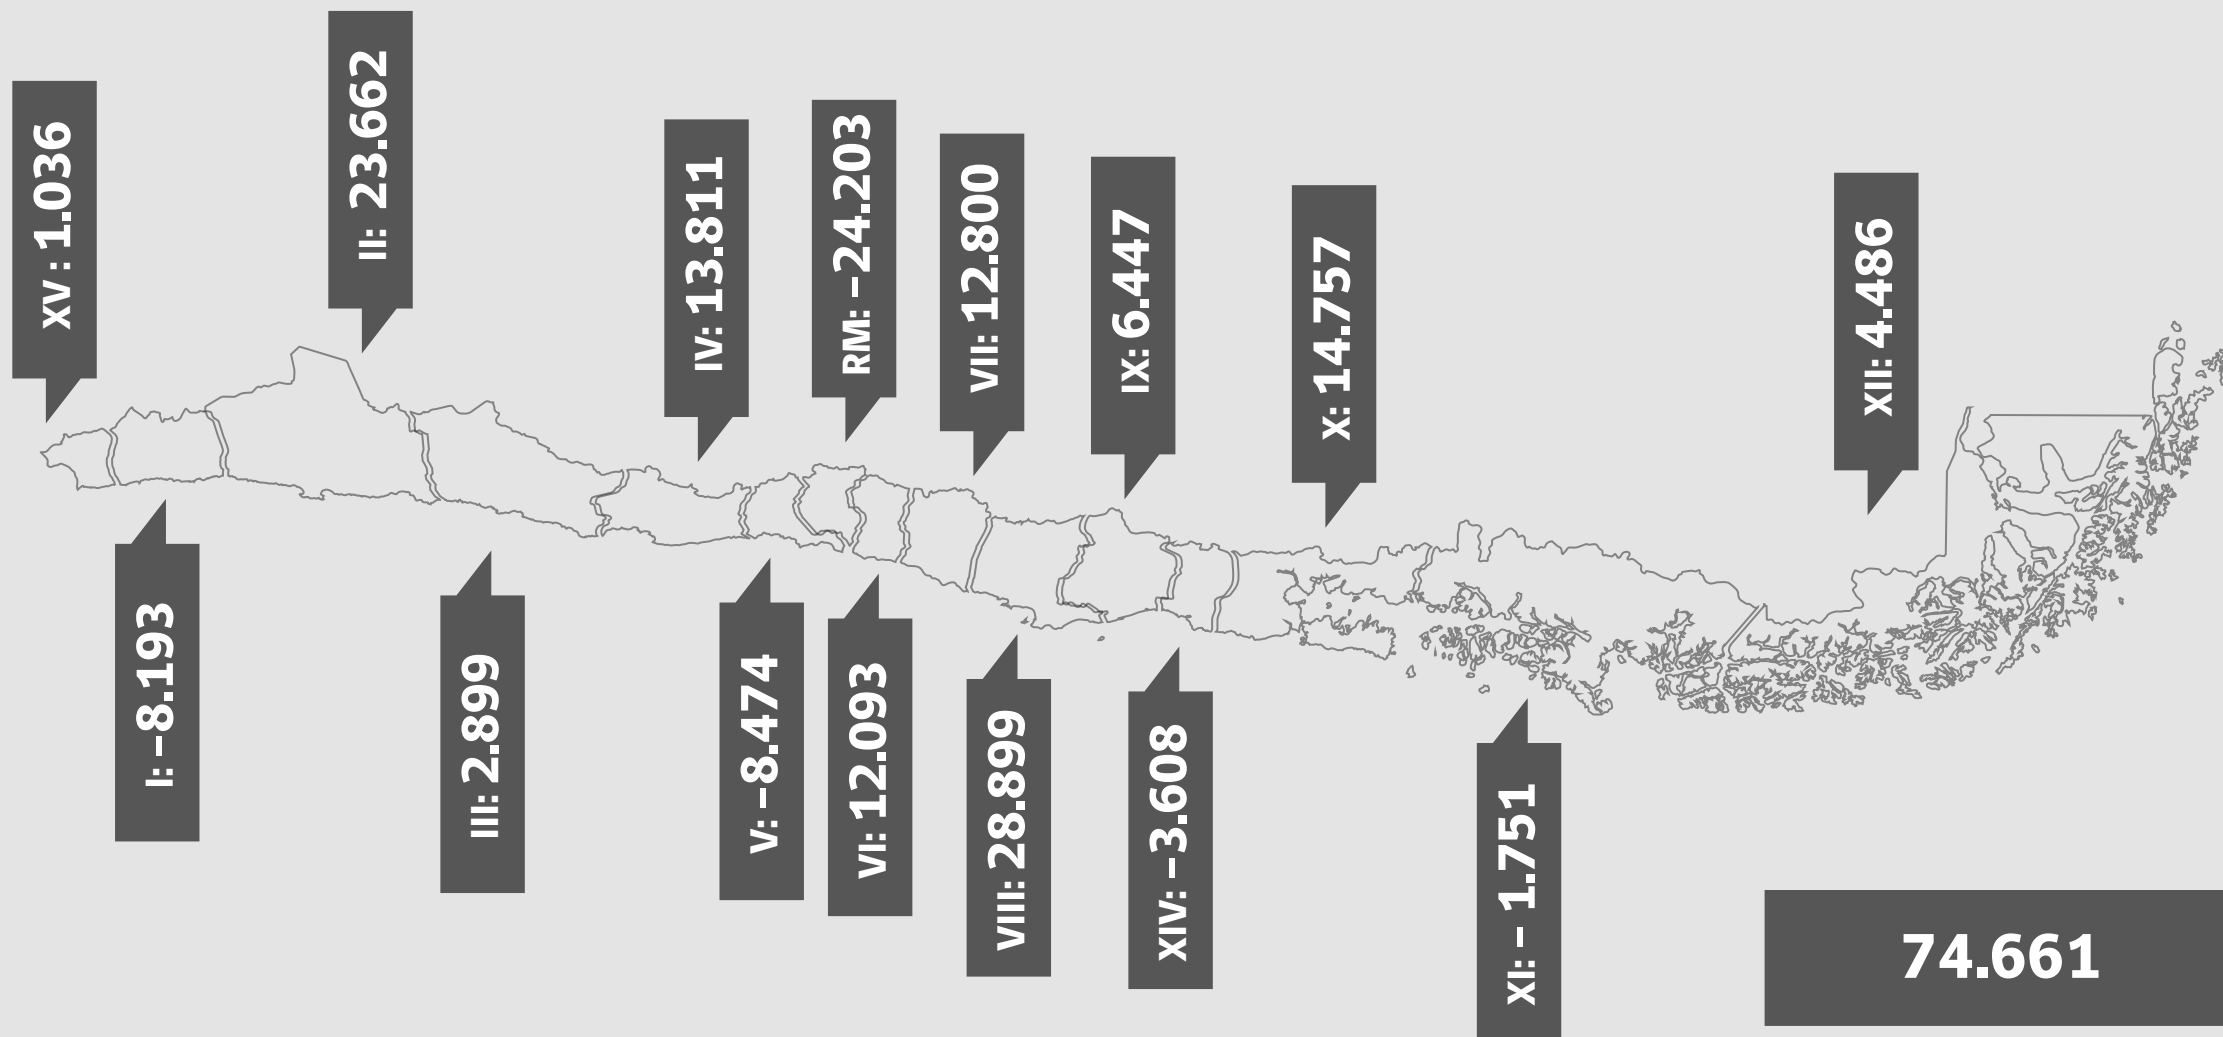 XV : 1.036
II: 23.662
IV: 13.811
RM: −24.203
VII: 12.800
IX: 6.447
X: 14.757
XII: 4.486
I: −8.193
III: 2.899
V: −8.474
VI: 12.093
VIII: 28.899
XIV: −3.608
XI: − 1.751
74.661